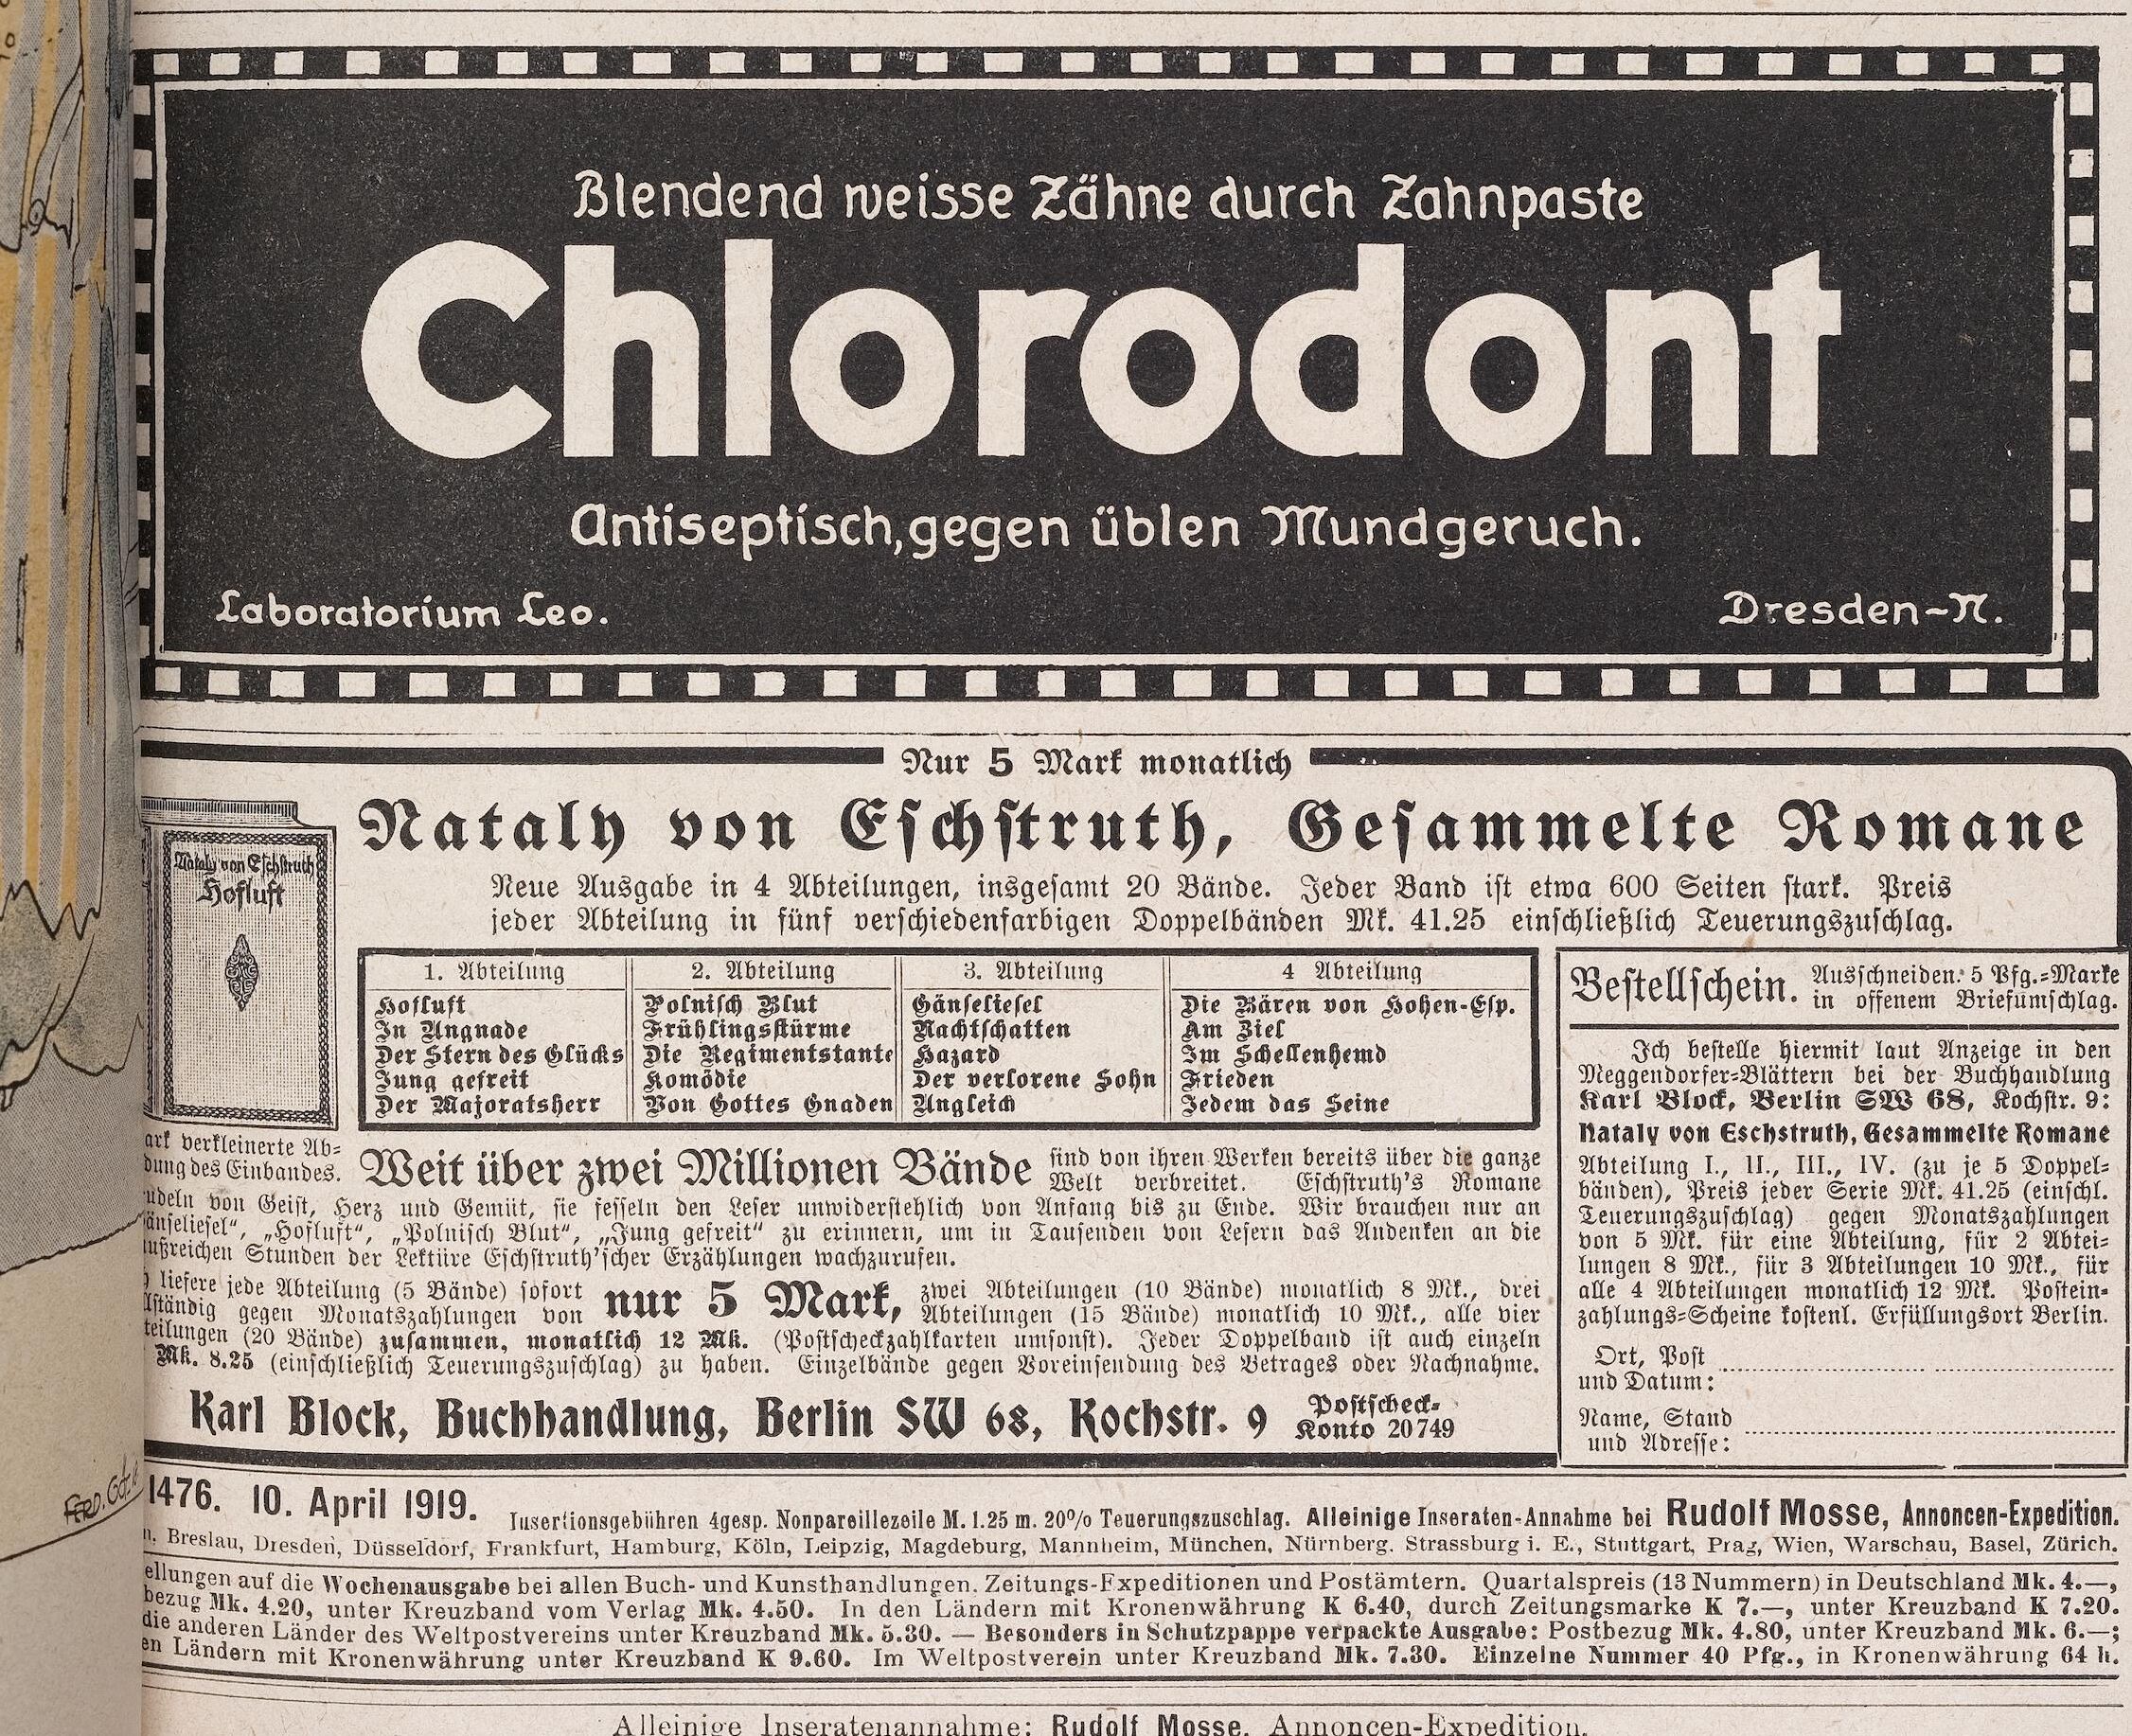 Blendend weisse Zähne durch Zahnpaste
Chlorodont
Antiseptisch, gegen üblen Mundgeruch.
Laboratorium Leo.
Dresden-N.
Nur 5 Mark monatlich
Nataly von Eschstruth, Gesammelte Romane
Nataly von Eschstruth
Hofluft
Neue Ausgabe in 4 Abteilungen, insgesamt 20 Bände. Jeder Band ist etwa 600 Seiten stark. Preis
jeder Abteilung in fünf verschiedenfarbigen Doppelbänden Mk. 41.25 einschließlich Teuerungszuschlag.
1. Abteilung
Hofluft
In Ungnade
Der Stern des Glücks
Jung gefreit
Der Majoratsherr
2. Abteilung
Polnisch Blut
Frühlingsstürme
Die Regimentstante
Komödie
Von Gottes Gnaden
3. Abteilung
Gänseliesel
Nachtschatten
Hazard
Der verlorene Sohn
Ungleich
4 Abteilung
Die Bären von Hohen-Esp.
Am Ziel
Im Schellenhemd
Frieden
Jedem das Seine
ark verkleinerte Ab-
dung des Einbandes.
Weit über zwei Millionen Bände
sind von ihren Werken bereits über die ganze
Welt verbreitet. Eschstruth's Romane
udeln von Geist, Herz und Gemüt, sie fesseln den Leser unwiderstehlich von Anfang bis zu Ende. Wir brauchen nur an
änseliesel“, „Hofluft“, „Polnisch Blut“, „Jung gefreit“ zu erinnern, um in Tausenden von Lesern das Andenken an die
ußreichen Stunden der Lektüre Eschstruth'scher Erzählungen wachzurufen.
liefere jede Abteilung (5 Bände) sofort
lständig gegen Monatszahlungen von
nur 5 Mark,
zwei Abteilungen (10 Bände) monatlich 8 Mk., drei
Abteilungen (15 Bände) monatlich 10 Mk., alle vier
teilungen (20 Bände) zusammen, monatlich 12 Mk. (Postscheckzahlkarten umsonst). Jeder Doppelband ist auch einzeln
Mk. 8.25 (einschließlich Teuerungszuschlag) zu haben. Einzelbände gegen Voreinsendung des Betrages oder Nachnahme.
Karl Block, Buchhandlung, Berlin SW 68, Kochstr. 9
Postscheck-
Konto 20749
Bestellschein.
Ausschneiden. 5 Pfg.-Marke
in offenem Briefumschlag.
Ich bestelle hiermit laut Anzeige in den
Meggendorfer-Blättern bei der Buchhandlung
Karl Block, Berlin SW 68, Kochstr. 9:
Nataly von Eschstruth, Gesammelte Romane
Abteilung I., II., III., IV. (zu je 5 Doppel-
bänden), Preis jeder Serie Mk. 41.25 (einschl.
Teuerungszuschlag) gegen Monatszahlungen
von 5 Mk. für eine Abteilung, für 2 Abtei-
lungen 8 Mk., für 3 Abteilungen 10 Mk., für
alle 4 Abteilungen monatlich 12 Mk. Postein-
zahlungs-Scheine kostenl. Erfüllungsort Berlin.
Ort, Post
und Datum:
Name, Stand
und Adresse:
1476. 10. April 1919.
Insertionsgebühren 4gesp. Nonpareillezeile M. 1.25 m. 20% Teuerungszuschlag. Alleinige Inseraten-Annahme bei Rudolf Mosse, Annoncen-Expedition.
n. Breslau, Dresden, Düsseldorf, Frankfurt, Hamburg, Köln, Leipzig, Magdeburg, Mannheim, München, Nürnberg. Strassburg i. E., Stuttgart, Prag, Wien, Warschau, Basel, Zürich.
ellungen auf die Wochenausgabe bei allen Buch- und Kunsthandlungen. Zeitungs-Expeditionen und Postämtern. Quartalspreis (13 Nummern) in Deutschland Mk. 4.—,
bezug Mk. 4.20, unter Kreuzband vom Verlag Mk. 4.50. In den Ländern mit Kronenwährung K 6.40, durch Zeitungsmarke K 7.—, unter Kreuzband K 7.20.
die anderen Länder des Weltpostvereins unter Kreuzband Mk. 5.30. — Besonders in Schutzpappe verpackte Ausgabe: Postbezug Mk. 4.80, unter Kreuzband Mk. 6.—;
en Ländern mit Kronenwährung unter Kreuzband K 9.60. Im Weltpostverein unter Kreuzband Mk. 7.30. Einzelne Nummer 40 Pfg., in Kronenwährung 64 h.
Alleinige Inseratenannahme: Rudolf Mosse, Annoncen-Expedition.